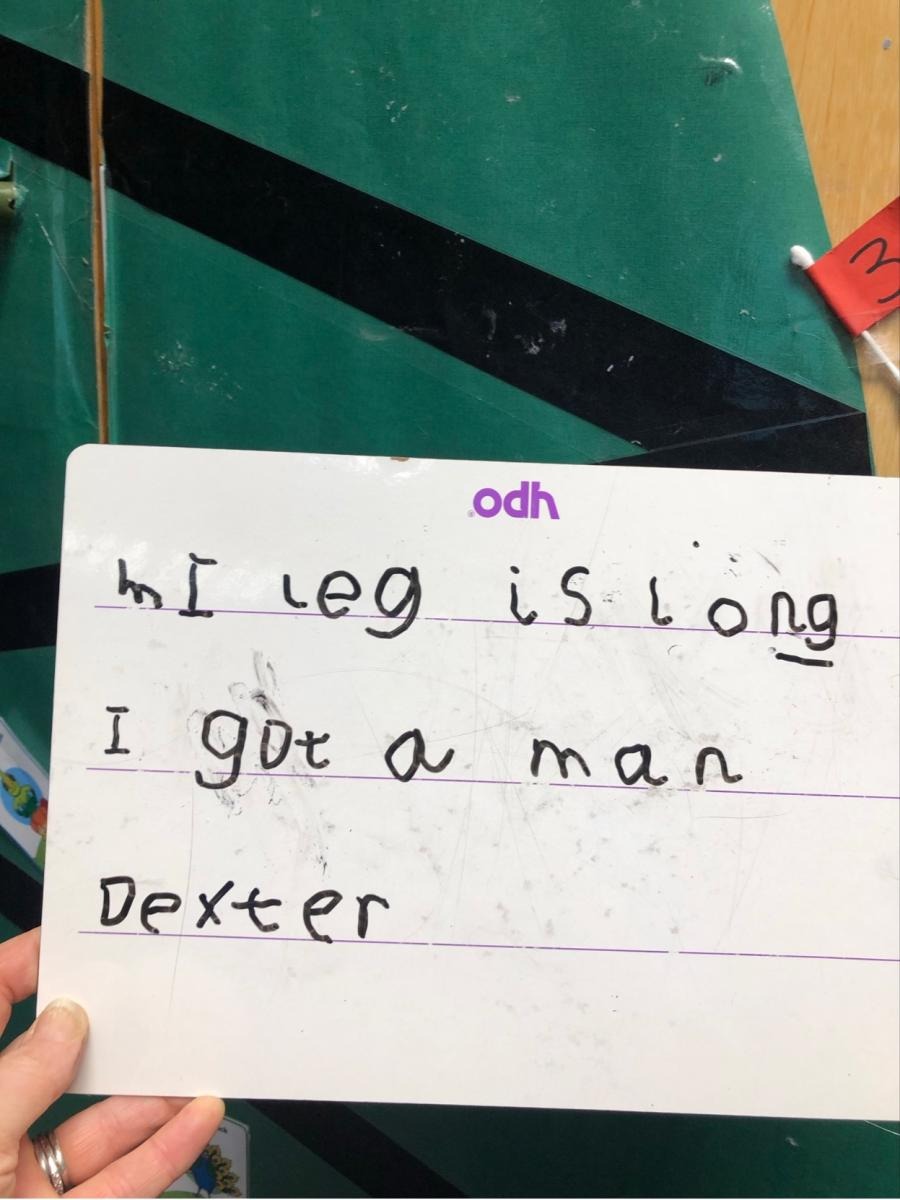 3
odh
mI leg is long
I got a man
Dexter